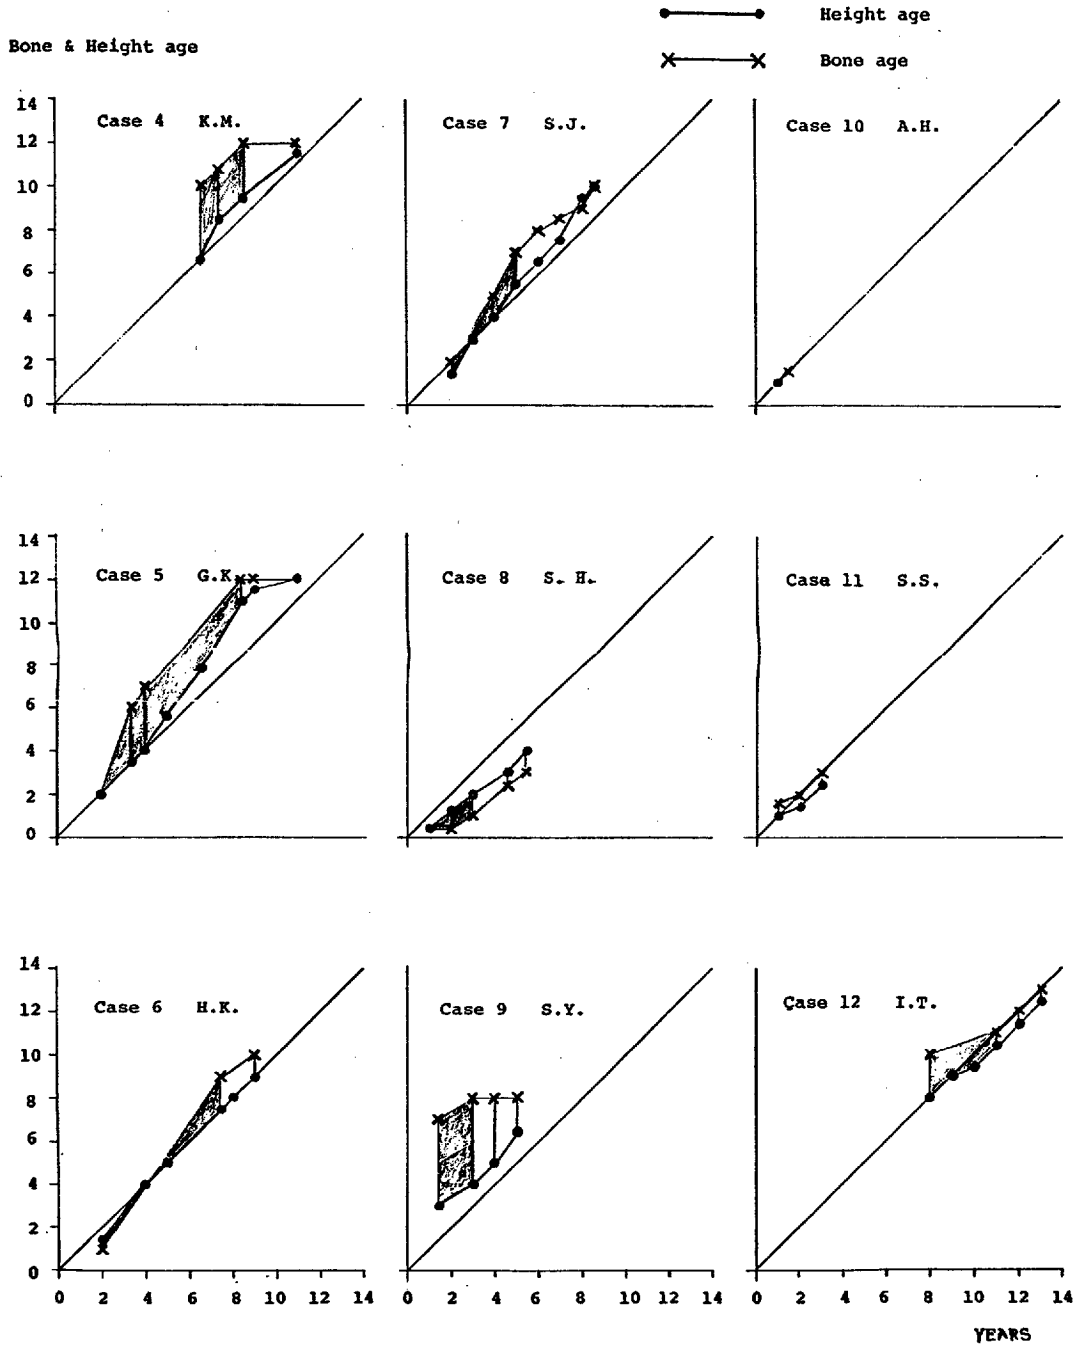 Height age
Bone & Height age
Bone age
14 Case 4 K.M. Case 7 S.J. Case 10 A.H.
12
10
8
6
4
2
0
14
12 Case 5 G.K. Case 8 S. H. Case 11 S.S.
10
8
6
4
2
0
14
12 Case 6 H.K. Case 9 S.Y. Case 12 I.T.
10
8
6
4
2
0
0 2 4 6 8 10 12 14 0 2 4 6 8 10 12 14 0 2 4 6 8 10 12 14
YEARS